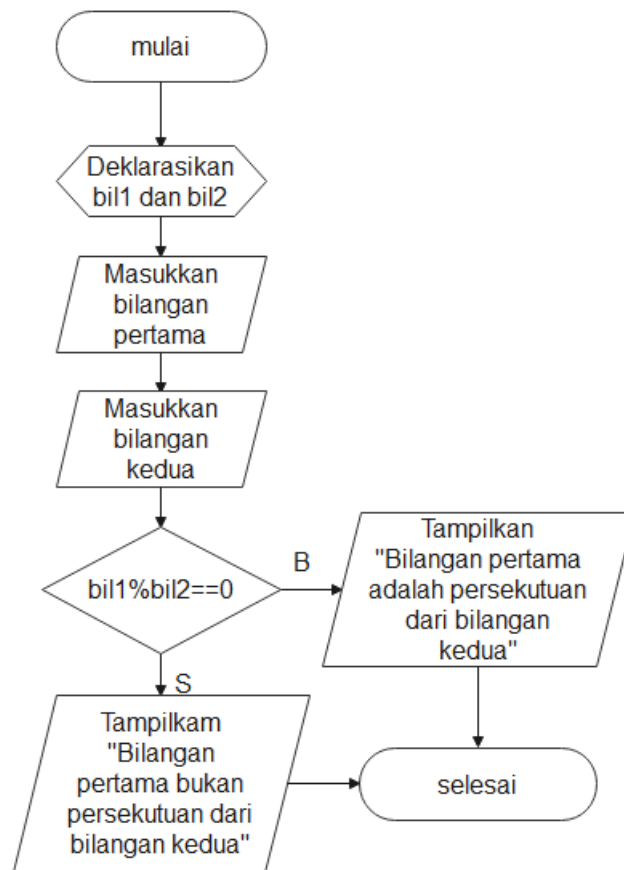 mulai
Deklarasikan
bil1 dan bil2
Masukkan
bilangan
pertama
Masukkan
bilangan
kedua
bil1%bil2==0
B
Tampilkan
"Bilangan pertama
adalah persekutuan
dari bilangan
kedua"
S
Tampilkam
"Bilangan
pertama bukan
persekutuan dari
bilangan kedua"
selesai